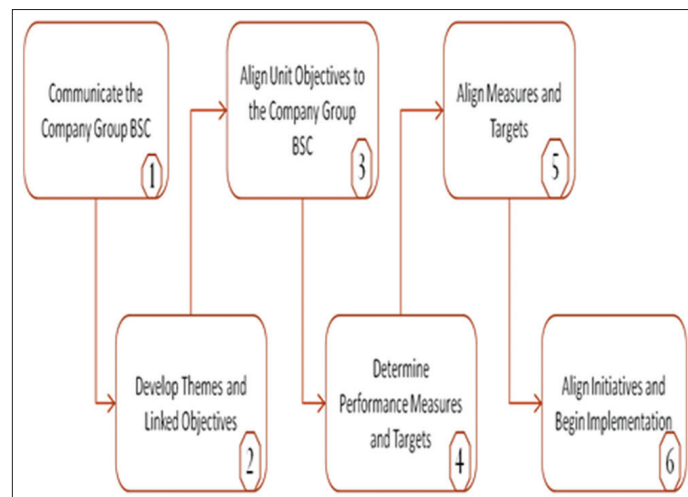 Communicate the
Company Group BSC
1
Develop Themes and
Linked Objectives
2
Align Unit Objectives to
the Company Group
BSC
3
Determine
Performance Measures
and Targets
4
Align Measures and
Targets
5
Align Initiatives and
Begin Implementation
6